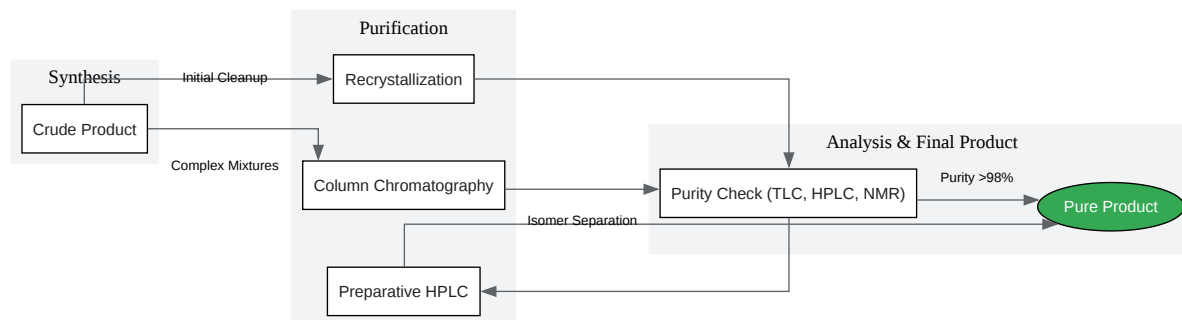 Purification
Synthesis
Initial Cleanup
Recrystallization
Crude Product
Complex Mixtures
Column Chromatography
Analysis & Final Product
Purity Check (TLC, HPLC, NMR)
Purity >98%
Pure Product
Isomer Separation
Preparative HPLC